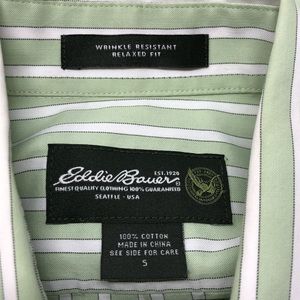 WRINKLE RESISTANT
RELAXED FIT
EST. 1920
Eddie Bauer
FINEST QUALITY CLOTHING 100% GUARANTEED
SEATTLE - USA
100% COTTON
MADE IN CHINA
SEE SIDE FOR CARE
S